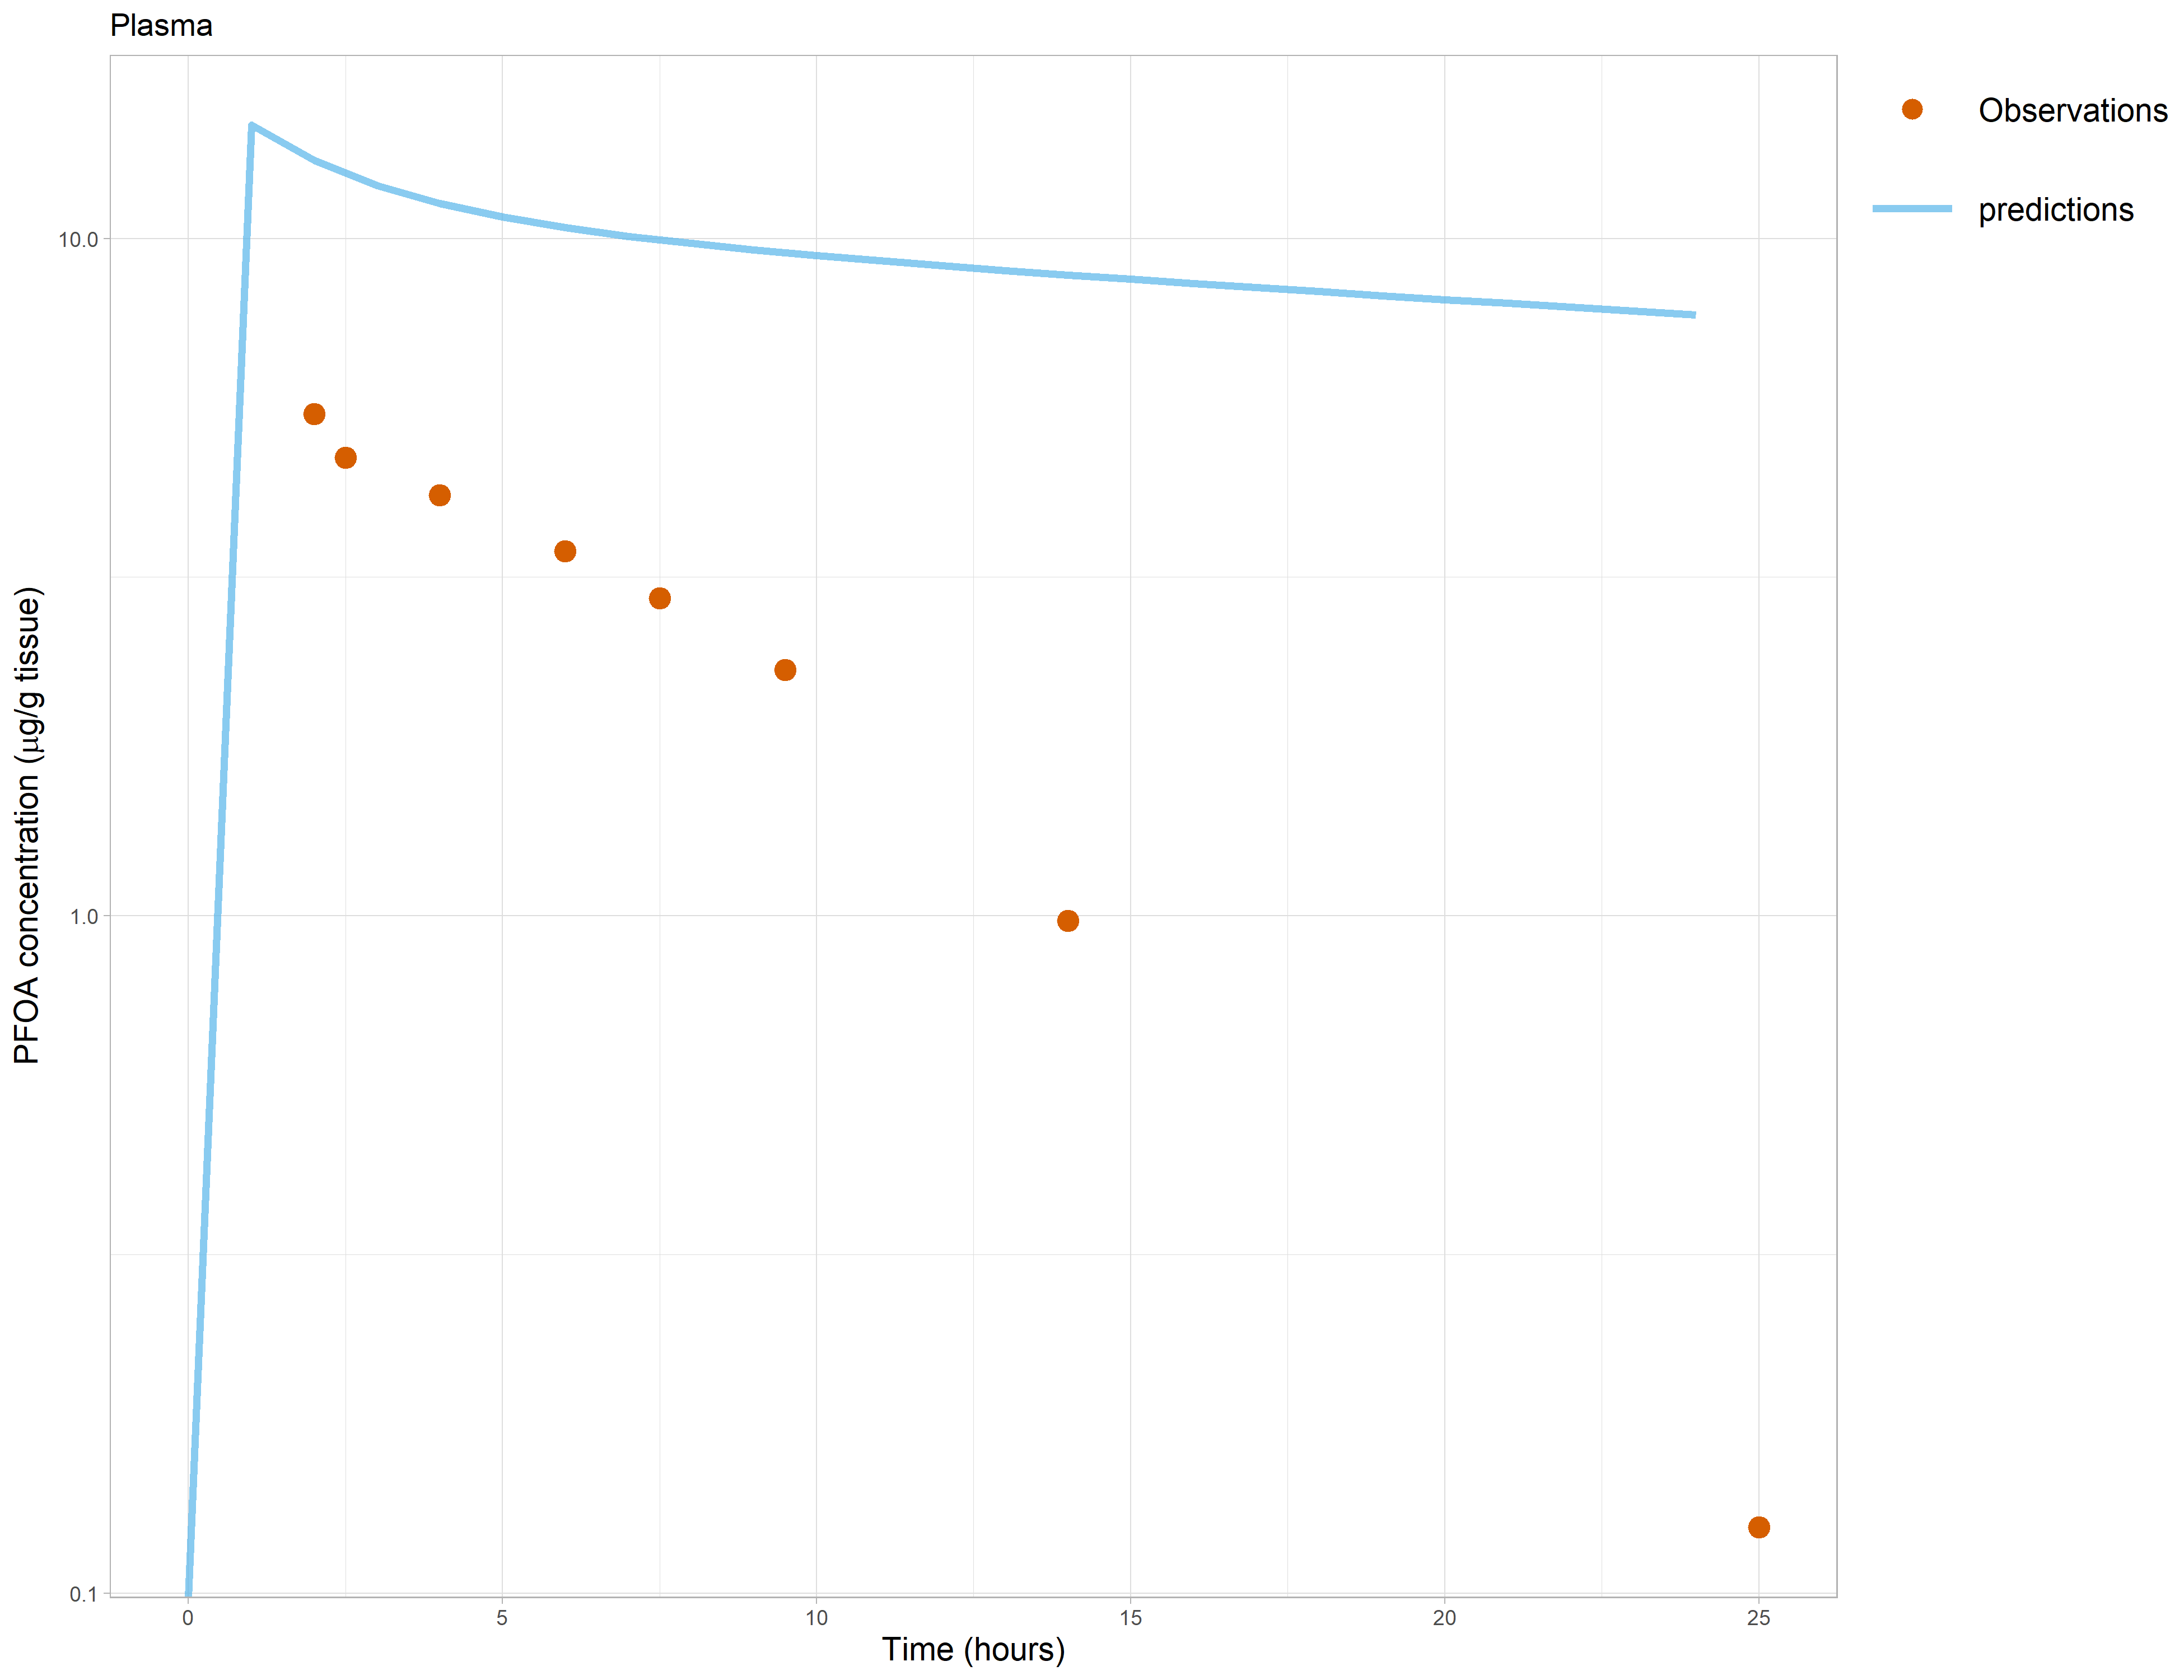 Plasma
Observations
predictions
PFOA concentration (μg/g tissue)
10.0
1.0
0.1
0 5 10 15 20 25
Time (hours)